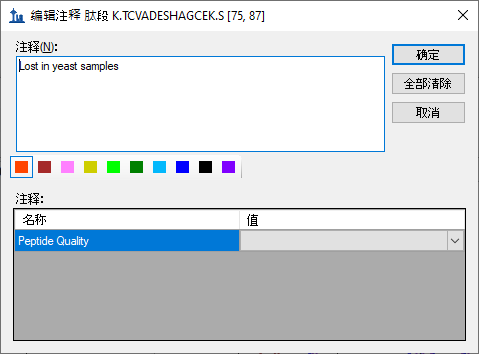 编辑注释 肽段 K.TCVADESHAGCEK.S [75, 87]
注释(N):
Lost in yeast samples
确定
全部清除
取消
注释:
名称 值
Peptide Quality